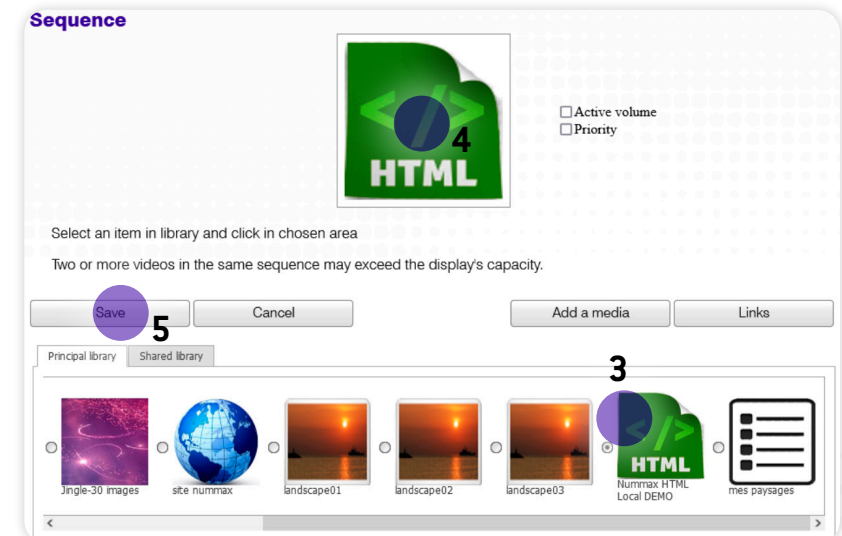 Sequence
</>
4
HTML
Active volume
Priority
Select an item in library and click in chosen area
Two or more videos in the same sequence may exceed the display's capacity.
Save
5
Cancel
Add a media
Links
Principal library
Shared library
3
</>
HTML
Jingle-30 images
site nummax
landscape01
landscape02
landscape03
Nummax HTML
Local DEMO
mes paysages